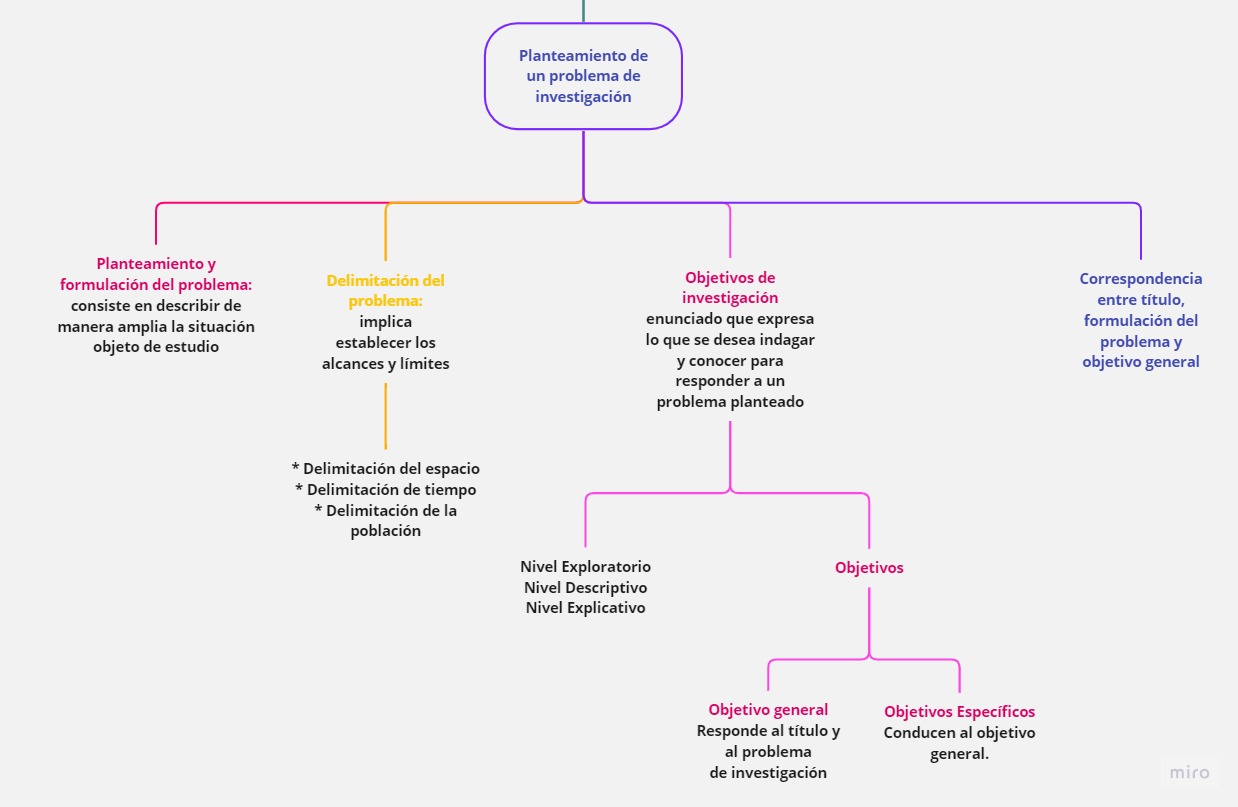 Planteamiento de
un problema de
investigación
Planteamiento y
formulación del problema:
consiste en describir de
manera amplia la situación
objeto de estudio
Delimitación del
problema:
implica
establecer los
alcances y límites
* Delimitación del espacio
* Delimitación de tiempo
* Delimitación de la
población
Objetivos de
investigación
enunciado que expresa
lo que se desea indagar
y conocer para
responder a un
problema planteado
Nivel Exploratorio
Nivel Descriptivo
Nivel Explicativo
Objetivos
Objetivo general
Responde al título y
al problema
de investigación
Objetivos Específicos
Conducen al objetivo
general.
Correspondencia
entre título,
formulación del
problema y
objetivo general
miro